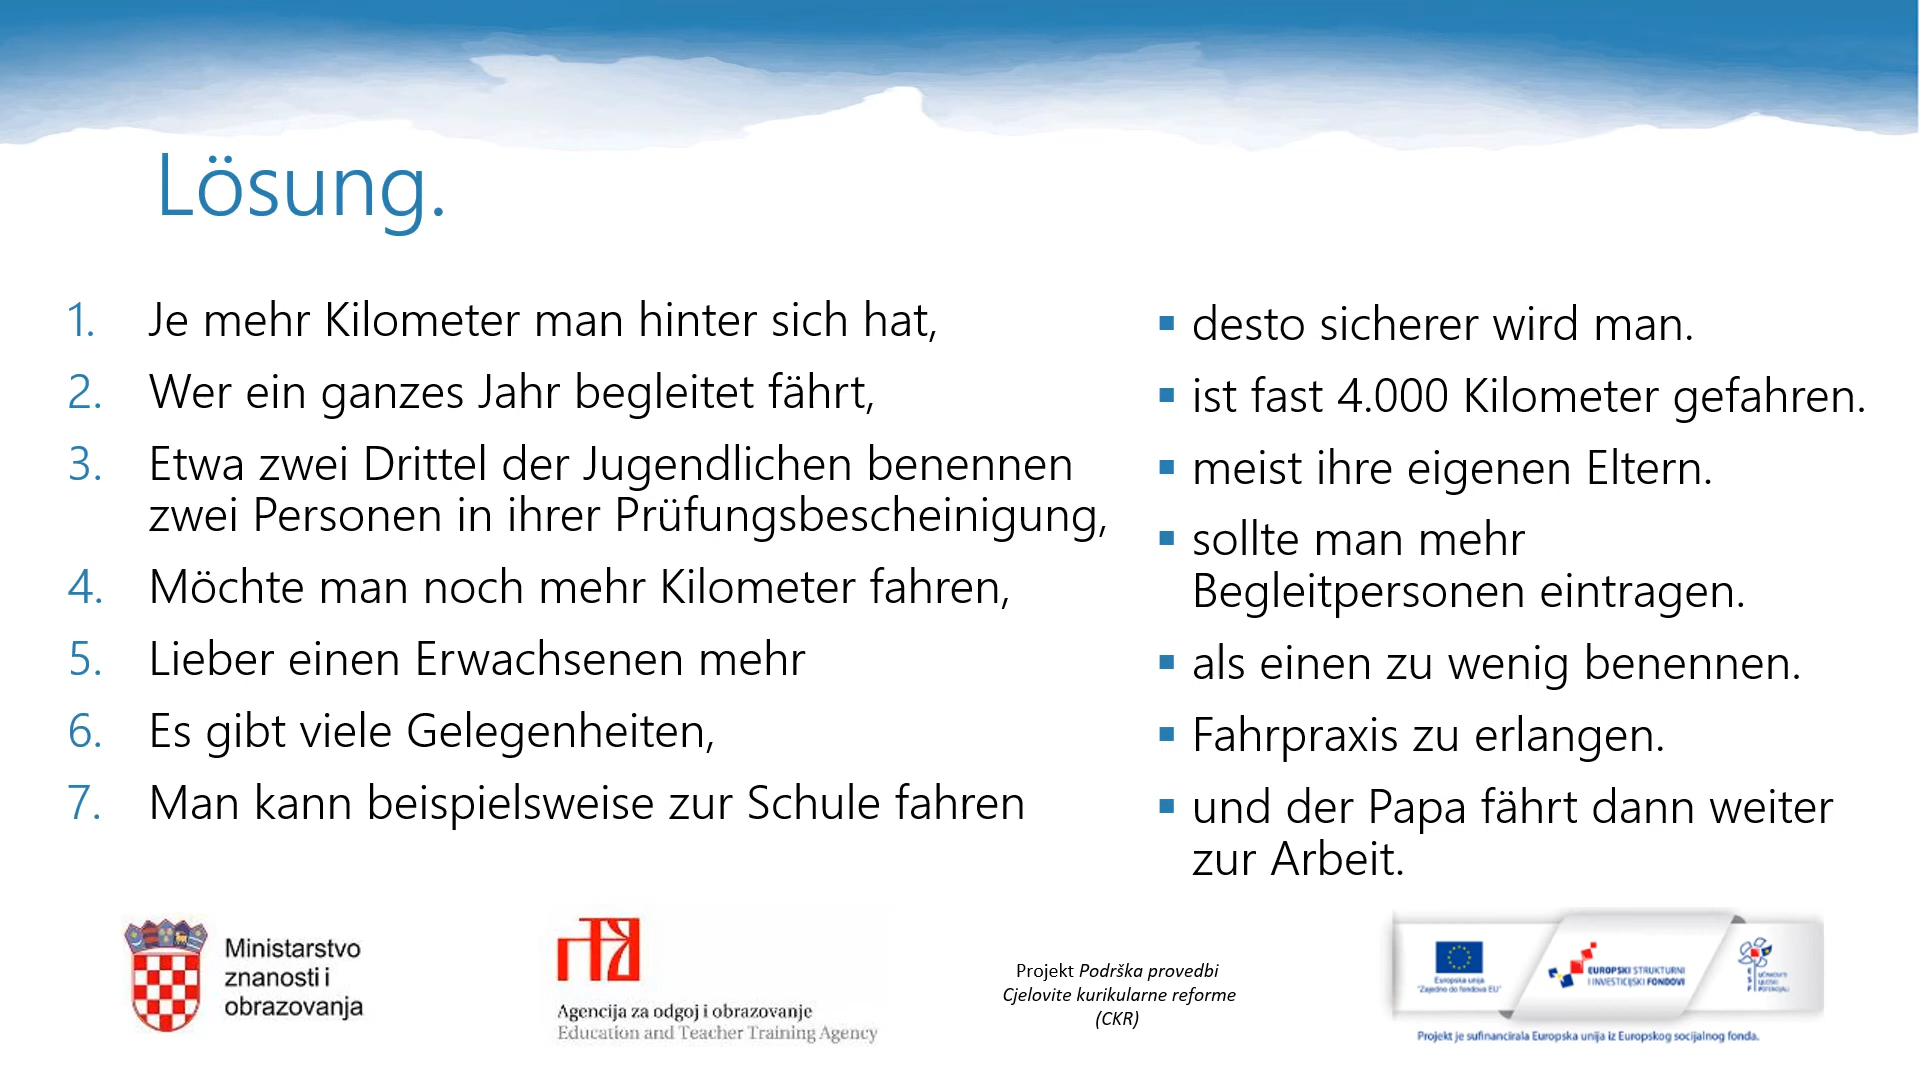 Lösung.
1. Je mehr Kilometer man hinter sich hat,
2. Wer ein ganzes Jahr begleitet fährt,
3. Etwa zwei Drittel der Jugendlichen benennen
zwei Personen in ihrer Prüfungsbescheinigung,
4. Möchte man noch mehr Kilometer fahren,
5. Lieber einen Erwachsenen mehr
6. Es gibt viele Gelegenheiten,
7. Man kann beispielsweise zur Schule fahren
▪ desto sicherer wird man.
▪ ist fast 4.000 Kilometer gefahren.
▪ meist ihre eigenen Eltern.
▪ sollte man mehr
Begleitpersonen eintragen.
▪ als einen zu wenig benennen.
▪ Fahrpraxis zu erlangen.
▪ und der Papa fährt dann weiter
zur Arbeit.
Ministarstvo
znanosti i
obrazovanja
Agencija za odgoj i obrazovanje
Education and Teacher Training Agency
Projekt Podrška provedbi
Cjelovite kurikularne reforme
(CKR)
Europska unija
"Zajedno do fondova EU"
EUROPSKI STRUKTURNI
I INVESTICIJSKI FONDOVI
Projekt je sufinancirala Europska unija iz Europskog socijalnog fonda.